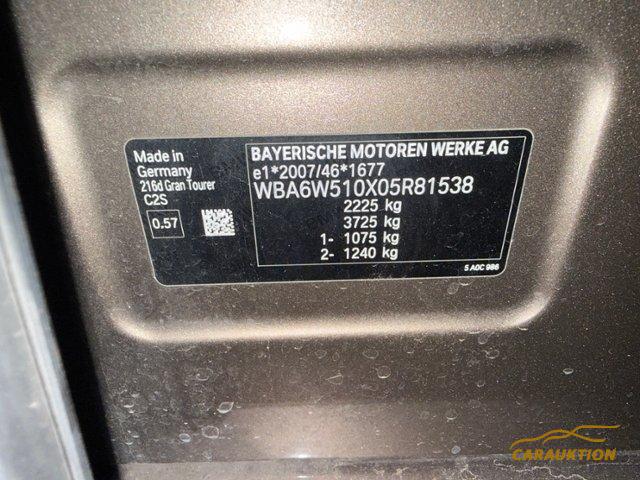 Made in
Germany
216d Gran Tourer
C2S
0.57
BAYERISCHE MOTOREN WERKE AG
e1*2007/46*1677
WBA6W510X05R81538
2225 kg
3725 kg
1- 1075 kg
2- 1240 kg
5 A0C 986
CARAUKTION